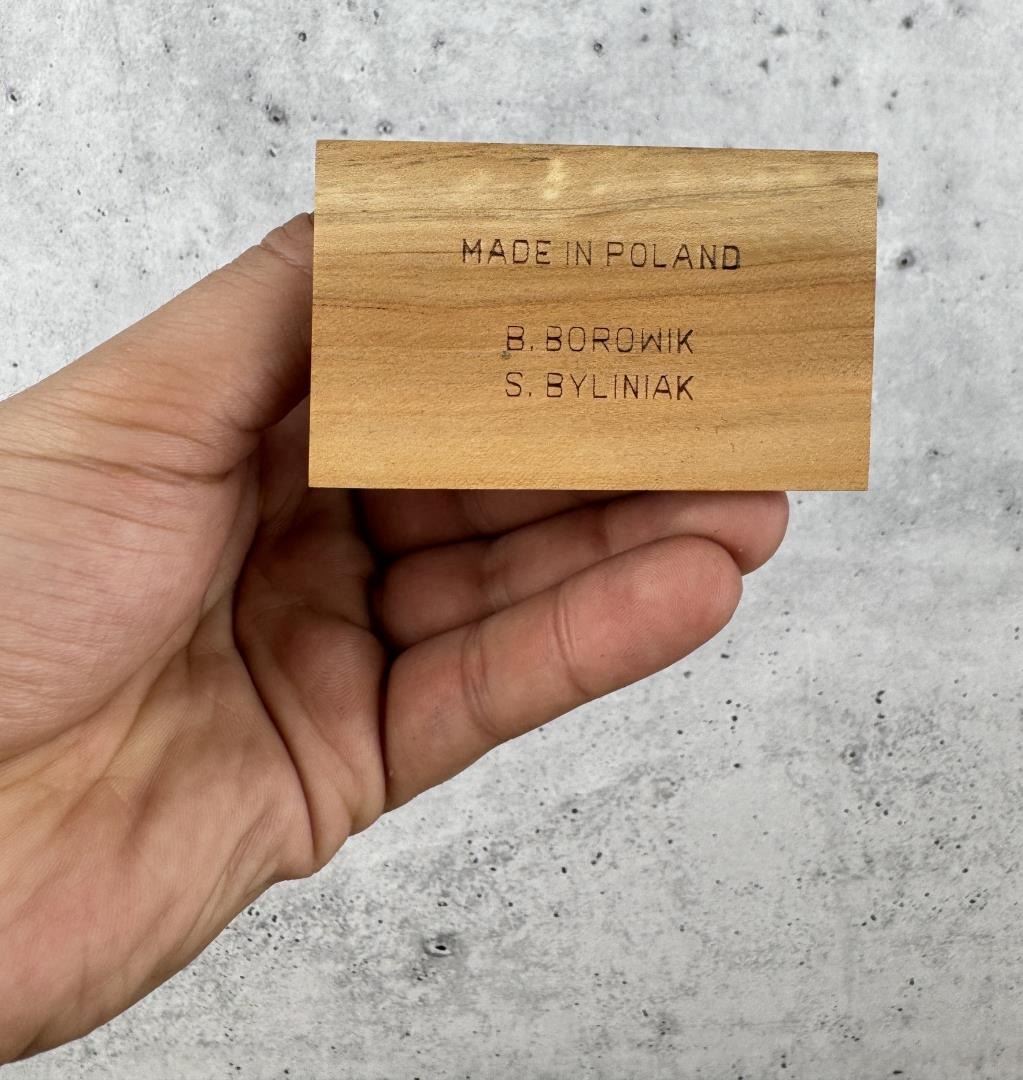 MADE IN POLAND
B. BOROWIK
S. BYLINIAK